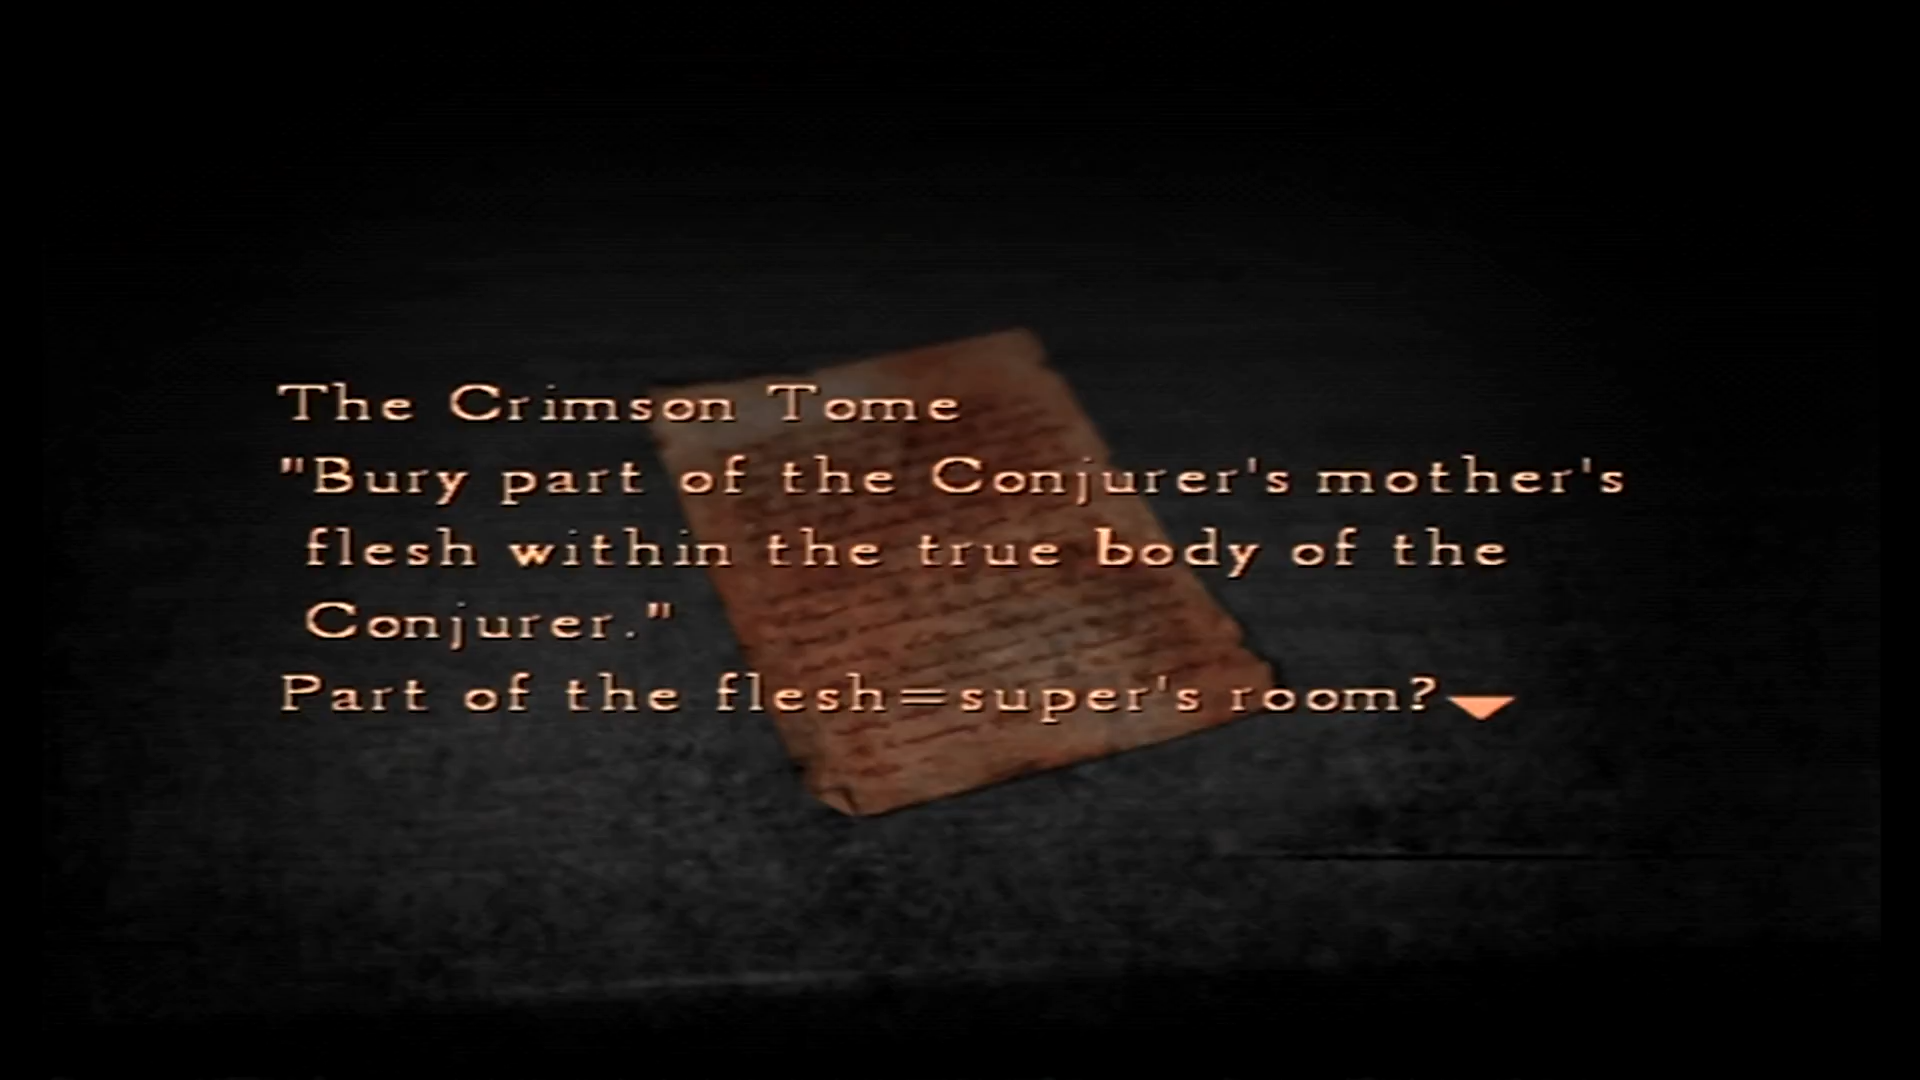 The Crimson Tome
"Bury part of the Conjurer's mother's
flesh within the true body of the
Conjurer."
Part of the flesh=super's room?